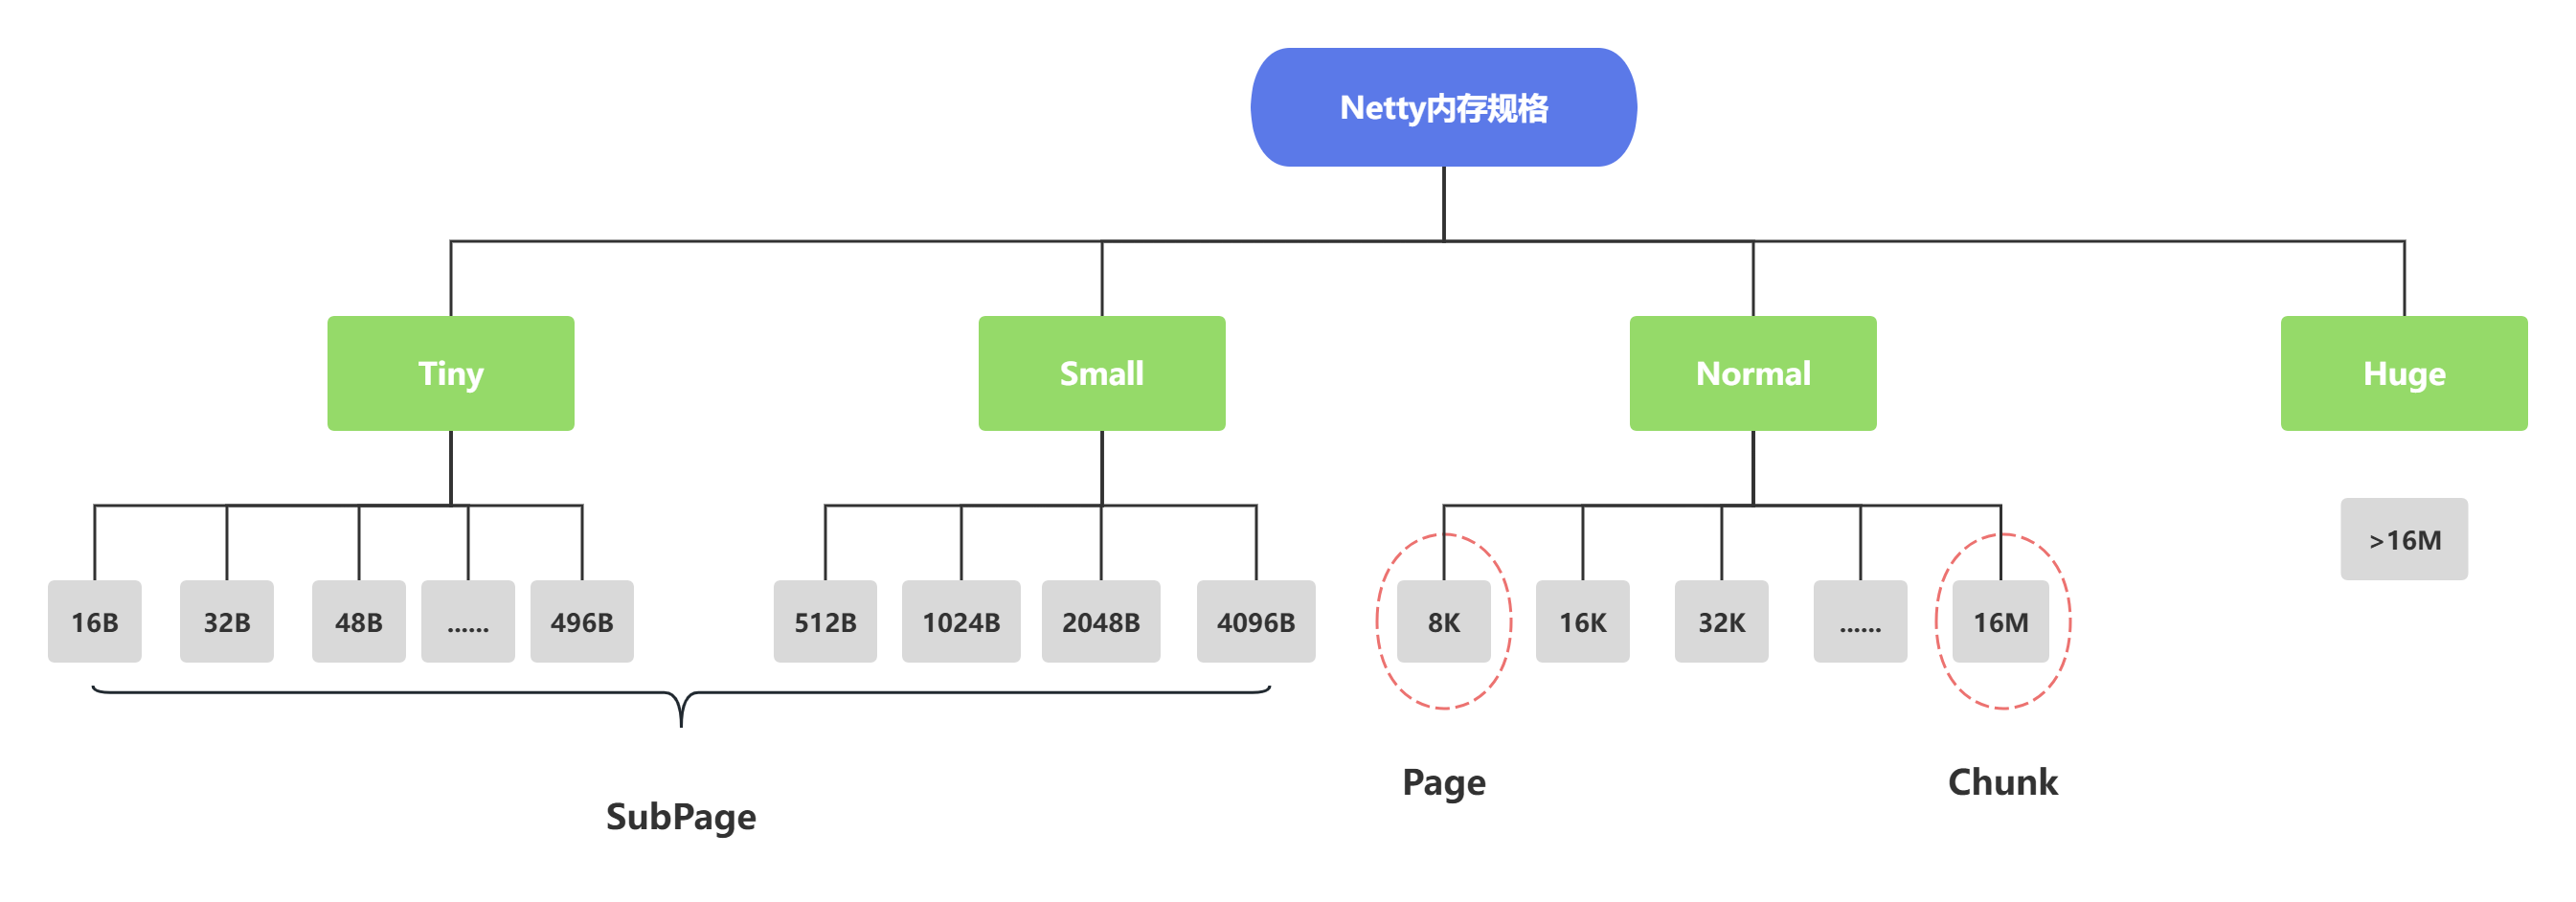 Netty内存规格
Tiny
Small
Normal
Huge
>16M
16B
32B
48B
......
496B
512B
1024B
2048B
4096B
8K
16K
32K
......
16M
Page
Chunk
SubPage